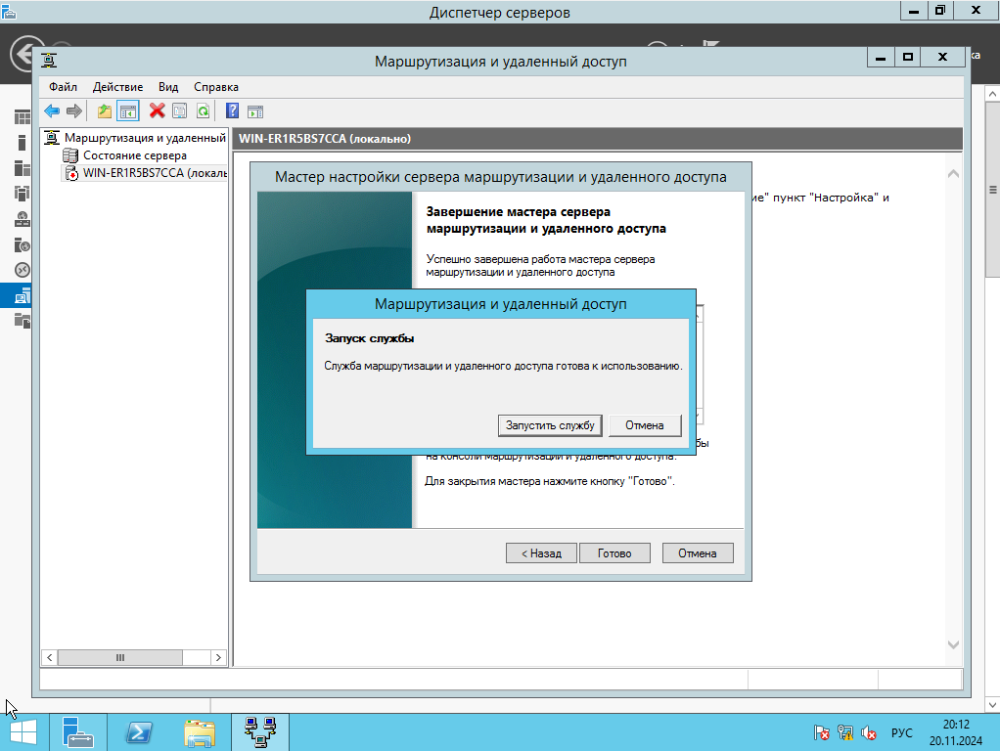 Диспетчер серверов
Маршрутизация и удаленный доступ
Файл Действие Вид Справка
Маршрутизация и удаленный
Состояние сервера
WIN-ER1R5BS7CCA (локаль
WIN-ER1R5BS7CCA (локально)
пункт "Настройка" и
Мастер настройки сервера маршрутизации и удаленного доступа
Завершение мастера сервера
маршрутизации и удаленного доступа
Успешно завершена работа мастера сервера
маршрутизации и удаленного доступа
Маршрутизация и удаленный доступ
Запуск службы
Служба маршрутизации и удаленного доступа готова к использованию.
Запустить службу Отмена
на консоли маршрутизации и удаленного доступа.
Для закрытия мастера нажмите кнопку "Готово".
< Назад Готово Отмена
РУС
20:12
20.11.2024